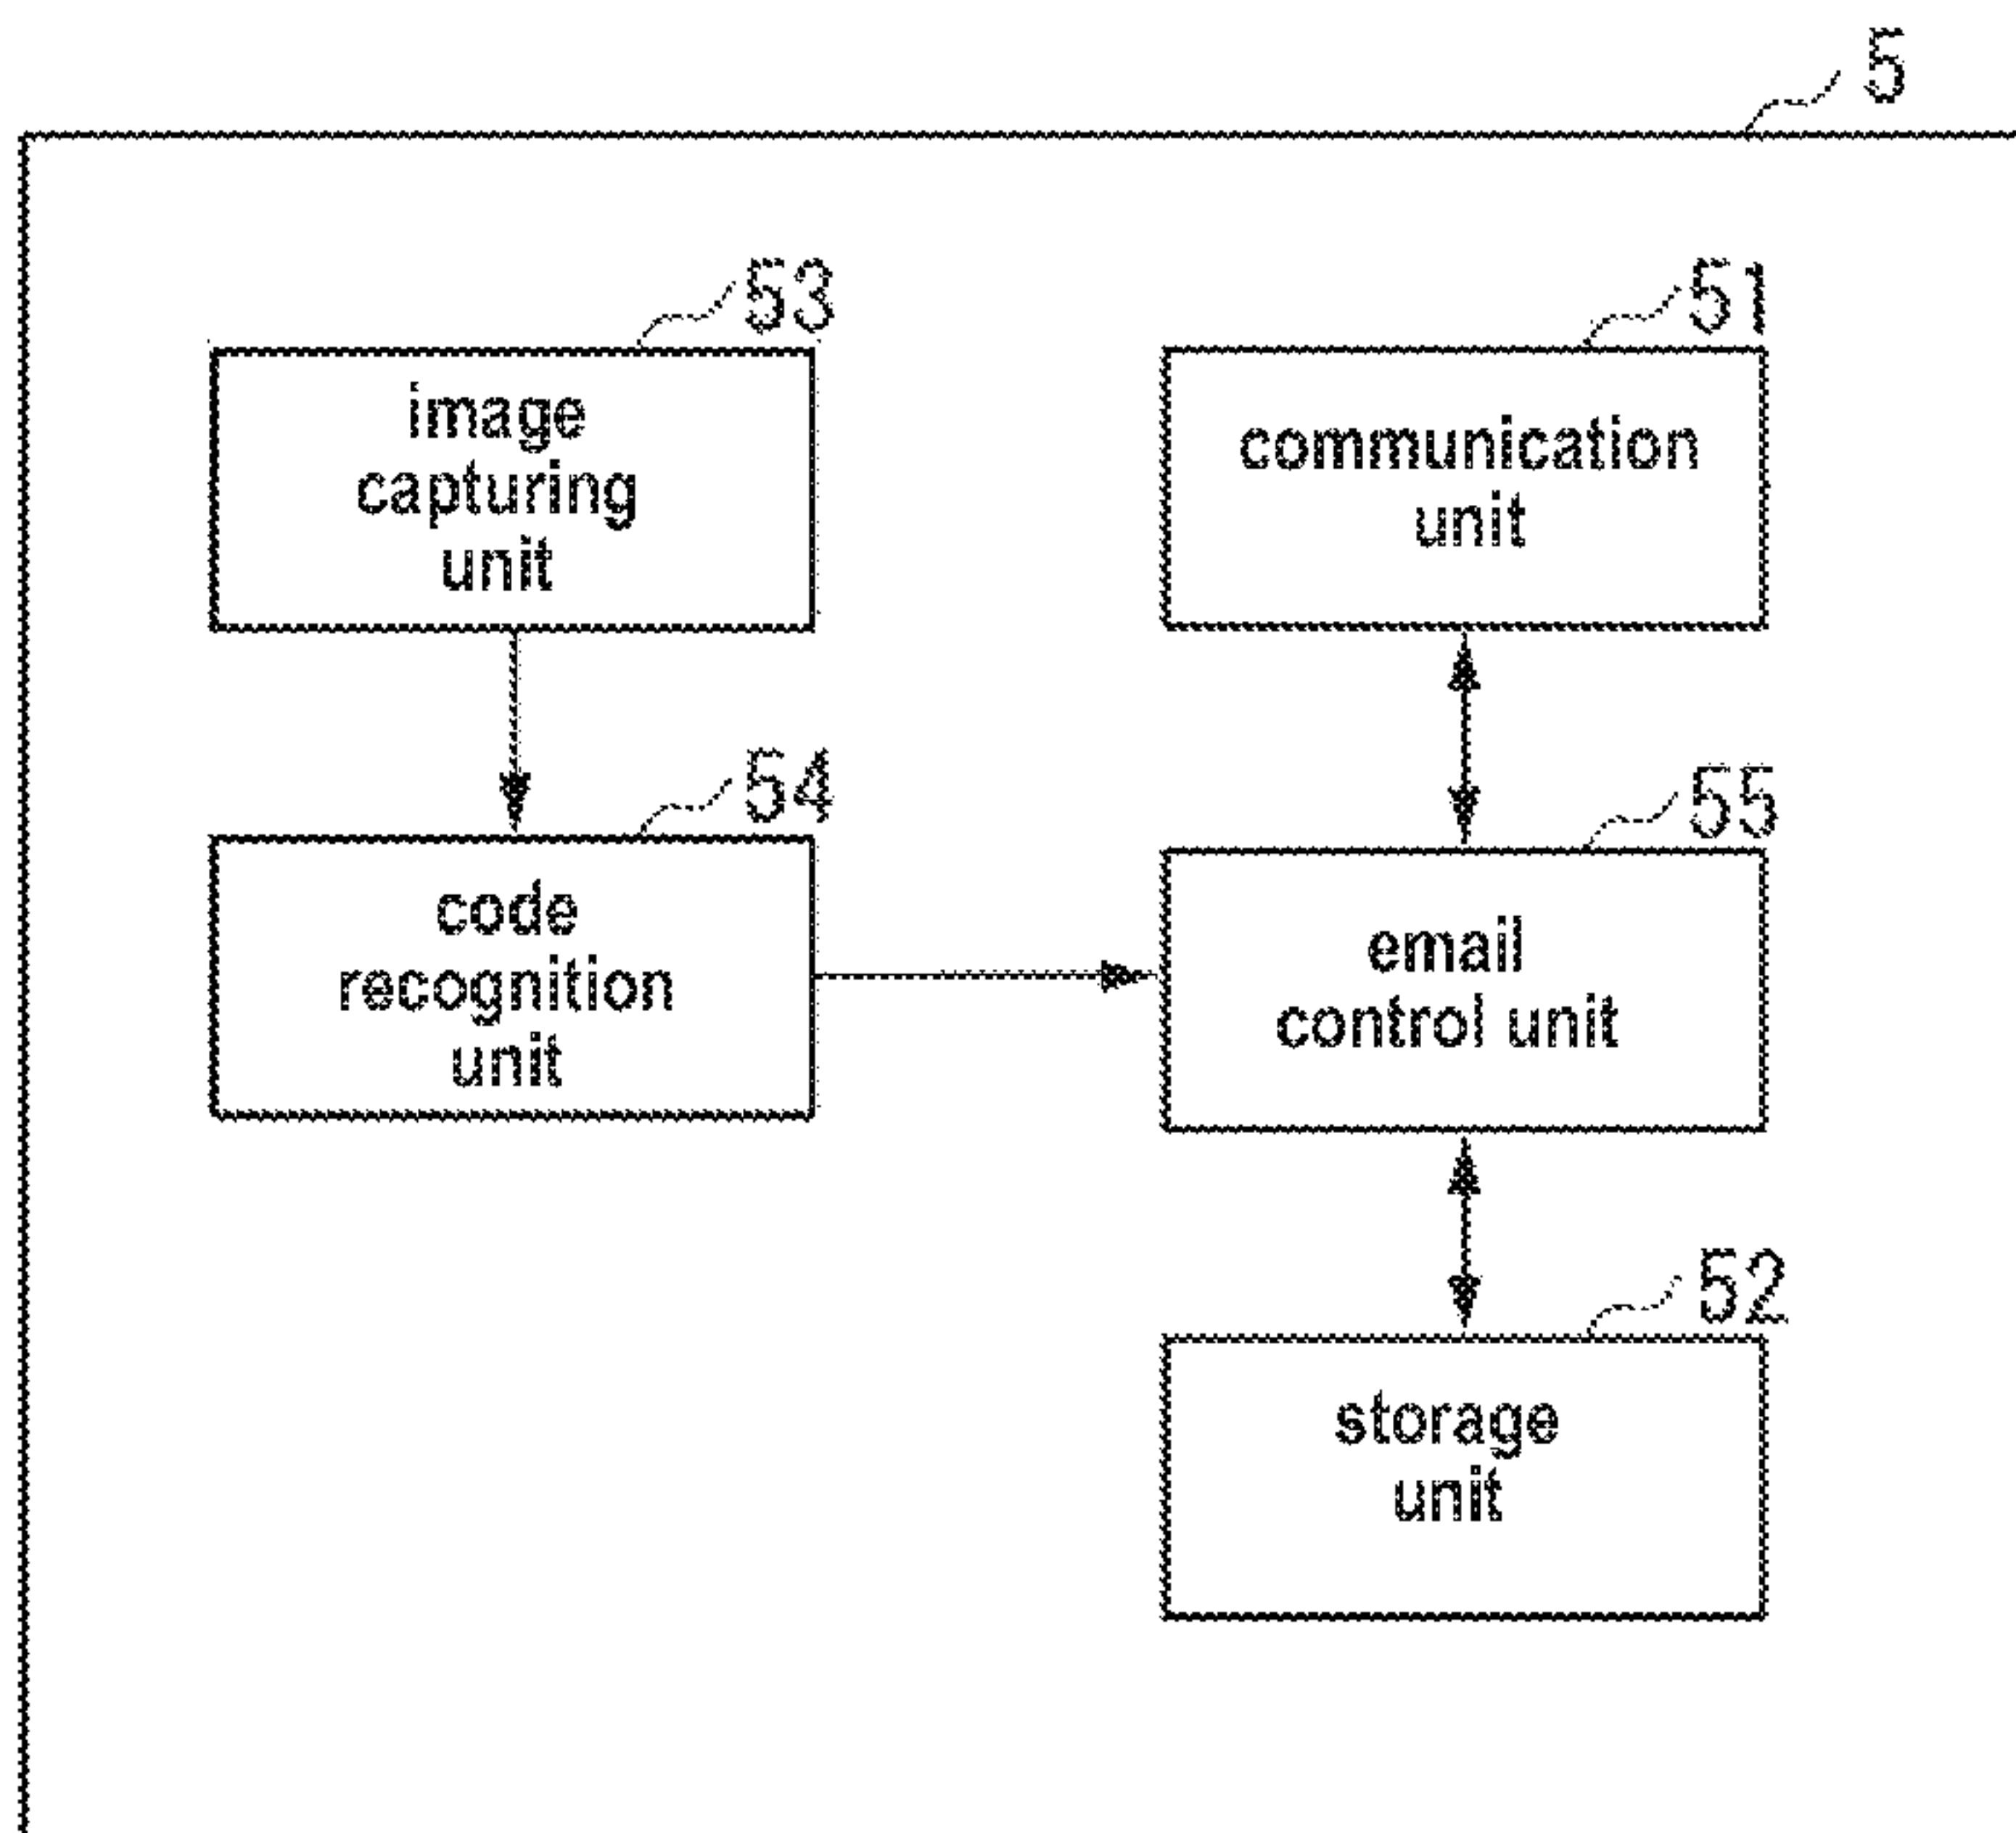 5
53
image
capturing
unit
51
communication
unit
54
code
recognition
unit
55
email
control unit
52
storage
unit